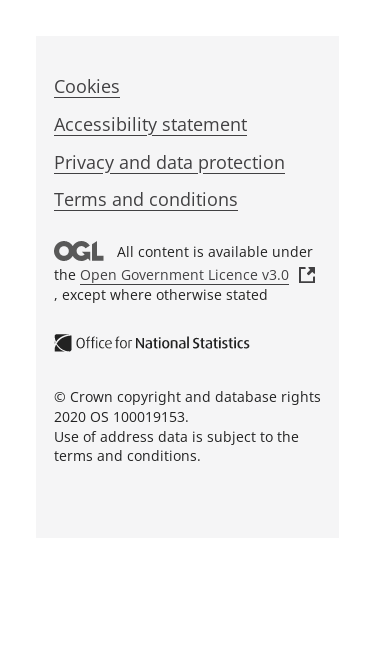 Cookies
Accessibility statement
Privacy and data protection
Terms and conditions
OGL All content is available under
the Open Government Licence v3.0
, except where otherwise stated
Office for National Statistics
© Crown copyright and database rights
2020 OS 100019153.
Use of address data is subject to the
terms and conditions.